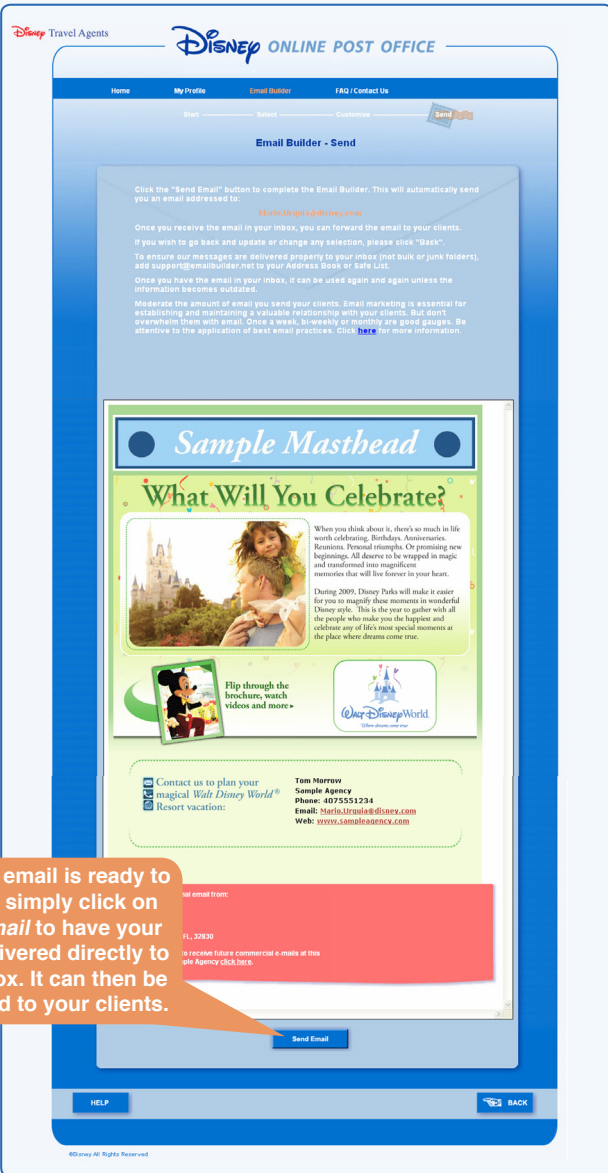 Disney Travel Agents
Disney ONLINE POST OFFICE
Home My Profile Email Builder FAQ / Contact Us
Start Select Customize Send
Email Builder - Send
Click the "Send Email" button to complete the Email Builder. This will automatically send
you an email addressed to:
Mario.Urquia@disney.com
Once you receive the email in your inbox, you can forward the email to your clients.
If you wish to go back and update or change any selection, please click "Back".
To ensure our messages are delivered properly to your inbox (not bulk or junk folders),
add support@emailbuilder.net to your Address Book or Safe List.
Once you have the email in your inbox, it can be used again and again unless the
information becomes outdated.
Moderate the amount of email you send your clients. Email marketing is essential for
establishing and maintaining a valuable relationship with your clients. But don't
overwhelm them with email. Once a week, bi-weekly or monthly are good gauges. Be
attentive to the application of best email practices. Click here for more information.
Sample Masthead
What Will You Celebrate?
When you think about it, there's so much in life
worth celebrating. Birthdays. Anniversaries.
Reunions. Personal triumphs. Or promising new
beginnings. All deserve to be wrapped in magic
and transformed into magnificent
memories that will live forever in your heart.
During 2009, Disney Parks will make it easier
for you to magnify these moments in wonderful
Disney style. This is the year to gather with all
the people who make you the happiest and
celebrate any of life's most special moments at
the place where dreams come true.
Flip through the
brochure, watch
videos and more ▸
Walt Disney World
Where dreams come true
Contact us to plan your
magical Walt Disney World ®
Resort vacation:
Tom Morrow
Sample Agency
Phone: 4075551234
Email: Mario.Urquia@disney.com
Web: www.sampleagency.com
email is ready to
simply click on
mail to have your
ivered directly to
ox. It can then be
d to your clients.
nal email from:
FL, 32830
to receive future commercial e-mails at this
ple Agency click here.
Send Email
HELP
BACK
©Disney All Rights Reserved